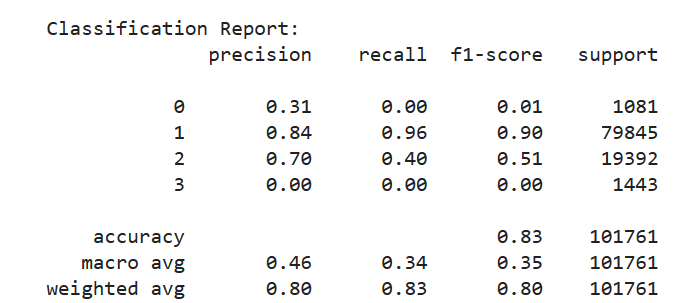 Classification Report:
precision recall f1-score support
0 0.31 0.00 0.01 1081
1 0.84 0.96 0.90 79845
2 0.70 0.40 0.51 19392
3 0.00 0.00 0.00 1443
accuracy 0.83 101761
macro avg 0.46 0.34 0.35 101761
weighted avg 0.80 0.83 0.80 101761